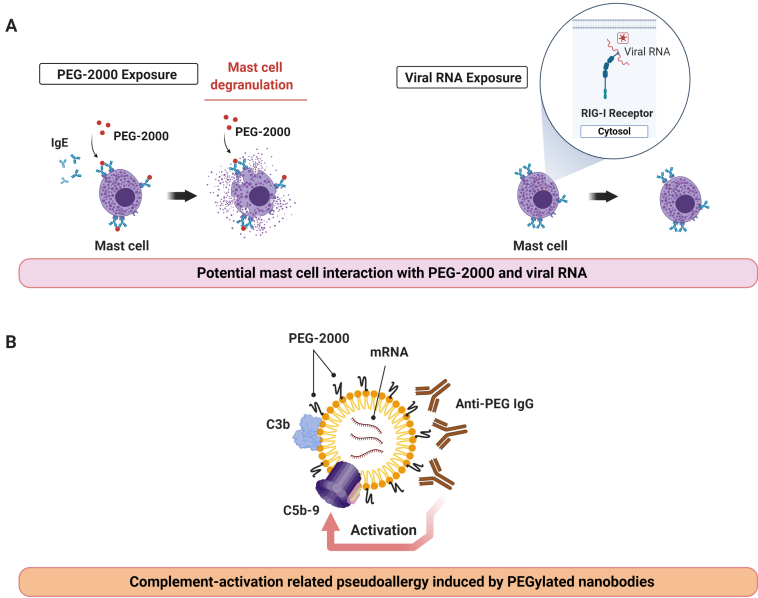 A
PEG-2000 Exposure
Mast cell
degranulation
IgE
PEG-2000
PEG-2000
Mast cell
Viral RNA Exposure
Viral RNA
RIG-I Receptor
Cytosol
Mast cell
Potential mast cell interaction with PEG-2000 and viral RNA
B
PEG-2000
mRNA
Anti-PEG IgG
C3b
C5b-9
Activation
Complement-activation related pseudoallergy induced by PEGylated nanobodies